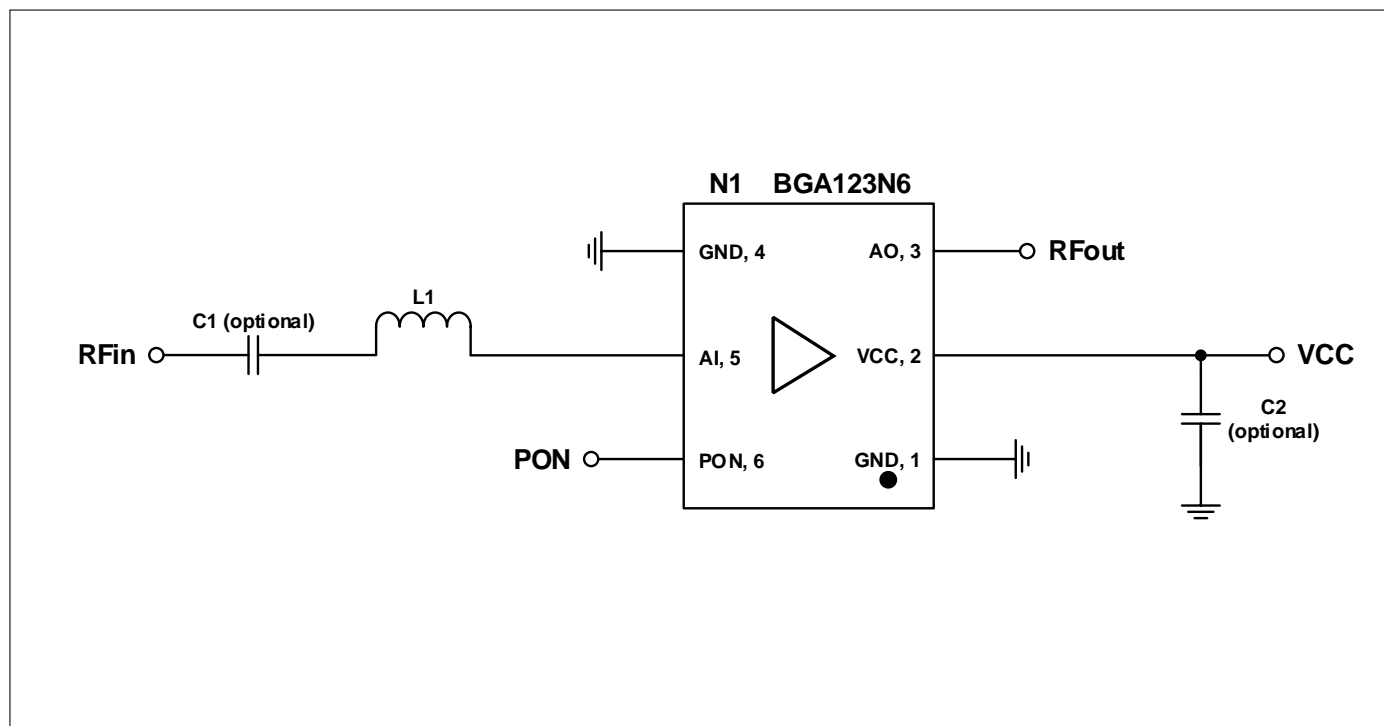 N1 BGA123N6
GND, 4
AO, 3
RFout
L1
C1 (optional)
RFin
AI, 5
VCC, 2
VCC
C2
(optional)
PON
PON, 6
GND, 1